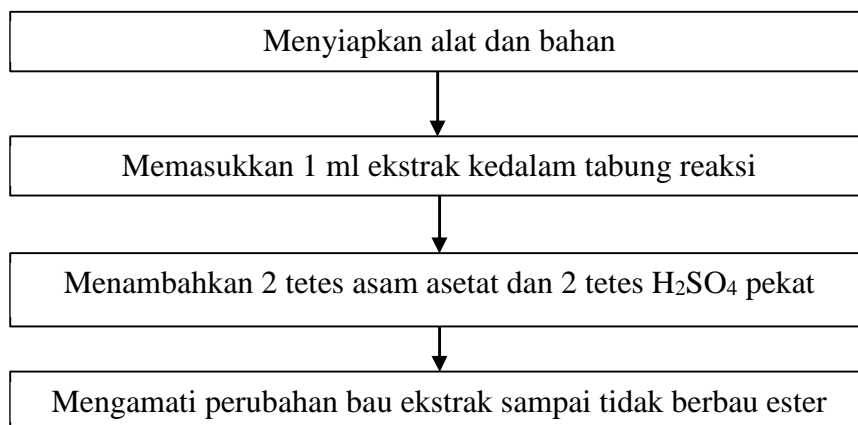 Menyiapkan alat dan bahan
Memasukkan 1 ml ekstrak kedalam tabung reaksi
Menambahkan 2 tetes asam asetat dan 2 tetes H₂SO₄ pekat
Mengamati perubahan bau ekstrak sampai tidak berbau ester